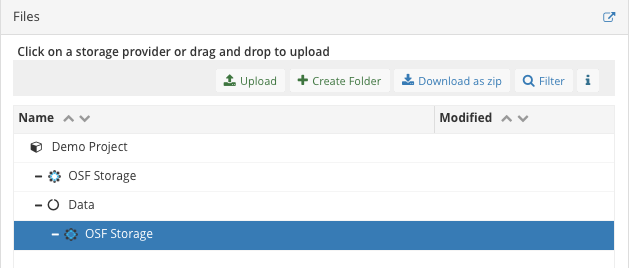 Files
Click on a storage provider or drag and drop to upload
Upload Create Folder Download as zip Filter i
Name Modified
Demo Project
OSF Storage
Data
OSF Storage